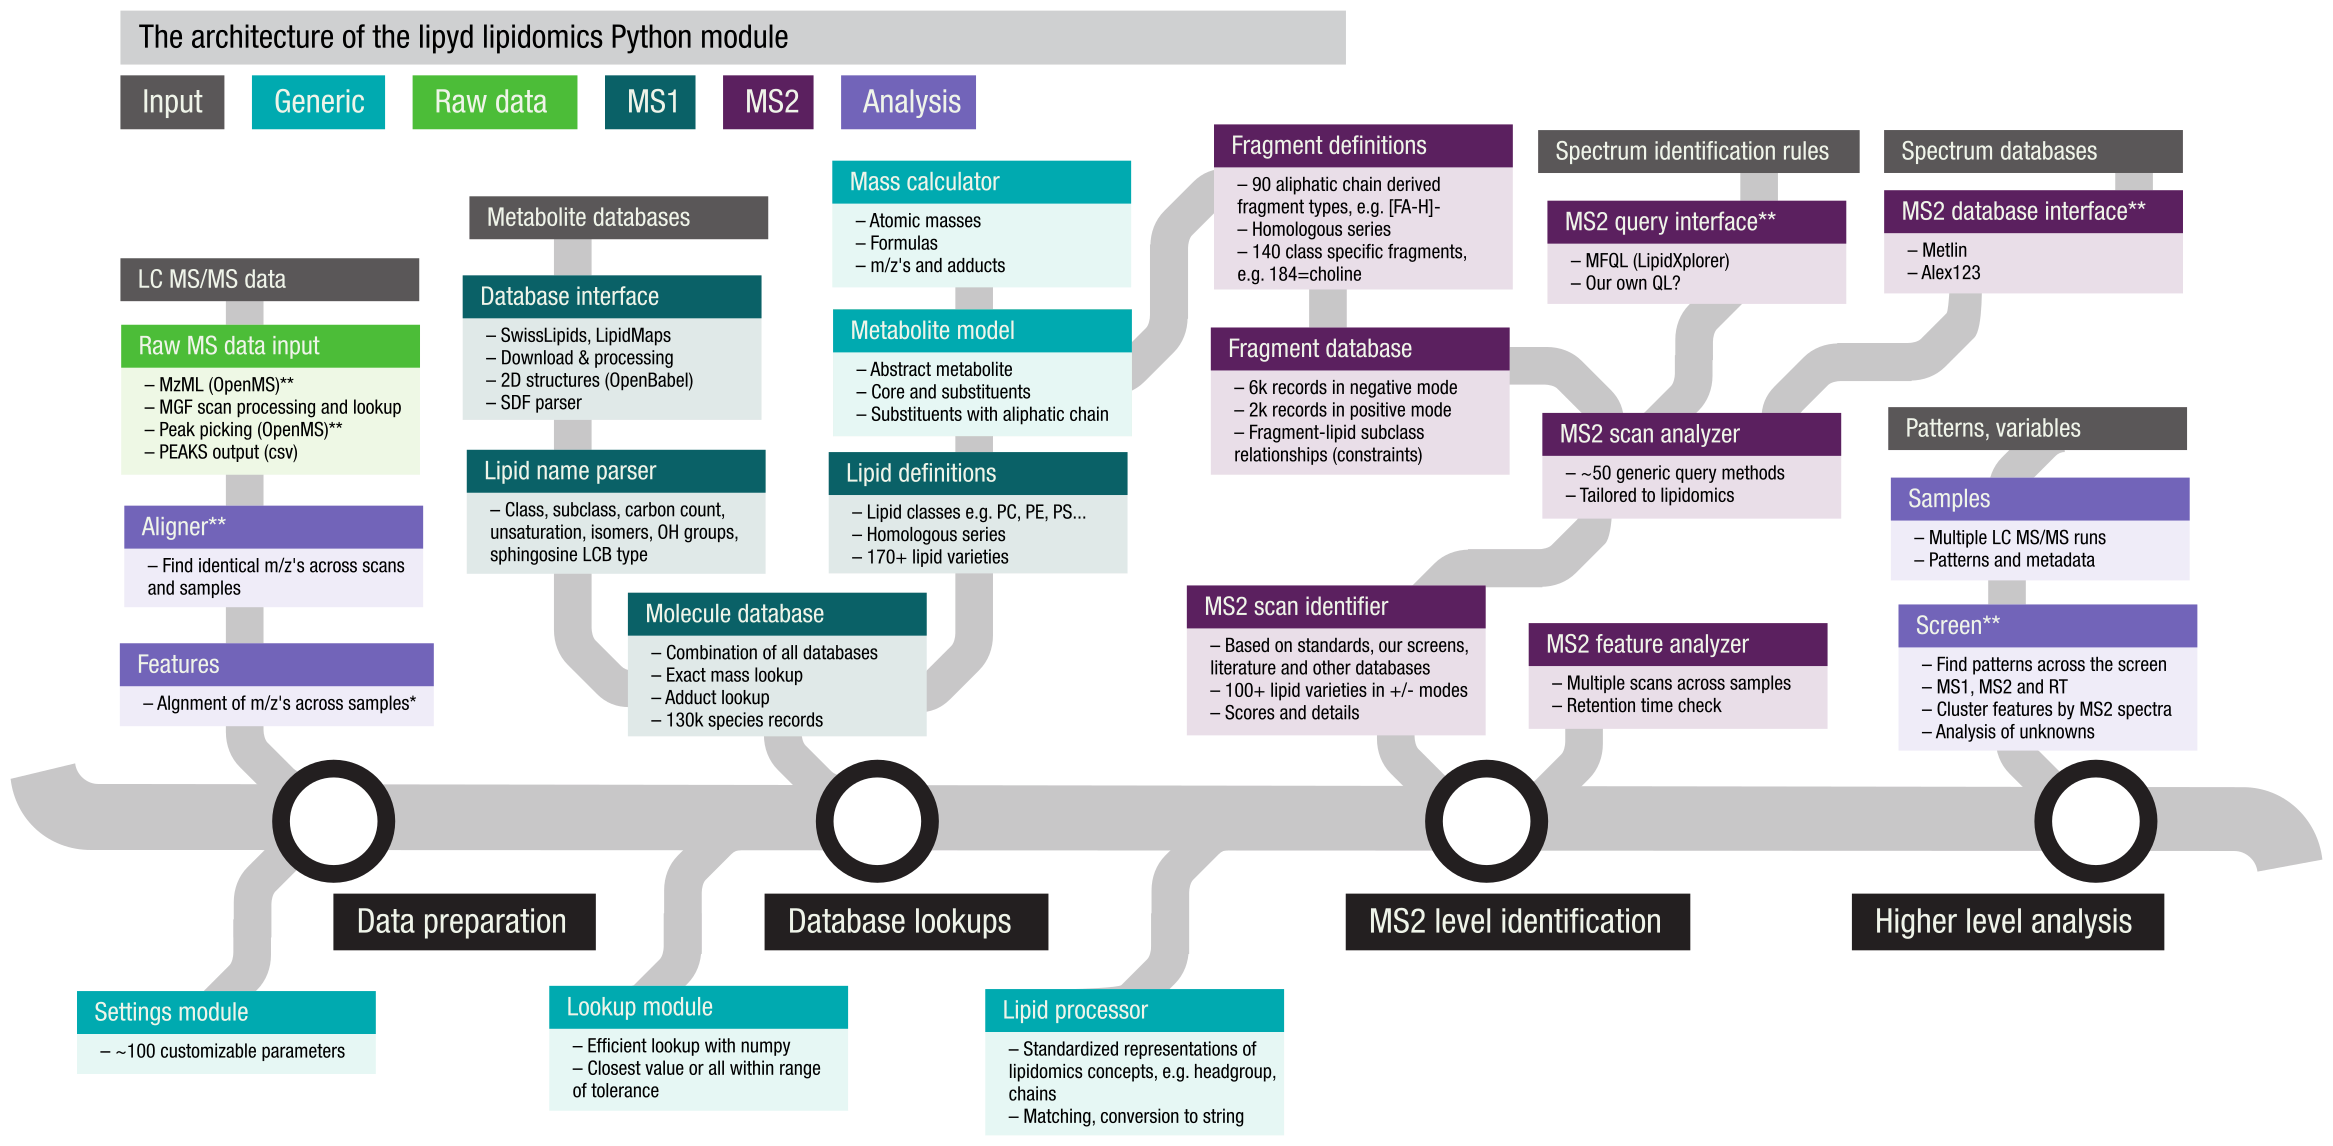 The architecture of the lipyd lipidomics Python module
Input
Generic
Raw data
MS1
MS2
Analysis
LC MS/MS data
Raw MS data input
– MzML (OpenMS)**
– MGF scan processing and lookup
– Peak picking (OpenMS)**
– PEAKS output (csv)
Aligner**
– Find identical m/z's across scans
and samples
Features
– Algnment of m/z's across samples*
Metabolite databases
Database interface
– SwissLipids, LipidMaps
– Download & processing
– 2D structures (OpenBabel)
– SDF parser
Lipid name parser
– Class, subclass, carbon count,
unsaturation, isomers, OH groups,
sphingosine LCB type
Mass calculator
– Atomic masses
– Formulas
– m/z's and adducts
Metabolite model
– Abstract metabolite
– Core and substituents
– Substituents with aliphatic chain
Lipid definitions
– Lipid classes e.g. PC, PE, PS...
– Homologous series
– 170+ lipid varieties
Molecule database
– Combination of all databases
– Exact mass lookup
– Adduct lookup
– 130k species records
Fragment definitions
– 90 aliphatic chain derived
fragment types, e.g. [FA-H]-
– Homologous series
– 140 class specific fragments,
e.g. 184=choline
Fragment database
– 6k records in negative mode
– 2k records in positive mode
– Fragment-lipid subclass
relationships (constraints)
Spectrum identification rules
MS2 query interface**
– MFQL (LipidXplorer)
– Our own QL?
Spectrum databases
MS2 database interface**
– Metlin
– Alex123
MS2 scan analyzer
– ~50 generic query methods
– Tailored to lipidomics
MS2 scan identifier
– Based on standards, our screens,
literature and other databases
– 100+ lipid varieties in +/- modes
– Scores and details
MS2 feature analyzer
– Multiple scans across samples
– Retention time check
Patterns, variables
Samples
– Multiple LC MS/MS runs
– Patterns and metadata
Screen**
– Find patterns across the screen
– MS1, MS2 and RT
– Cluster features by MS2 spectra
– Analysis of unknowns
Data preparation
Database lookups
MS2 level identification
Higher level analysis
Settings module
– ~100 customizable parameters
Lookup module
– Efficient lookup with numpy
– Closest value or all within range
of tolerance
Lipid processor
– Standardized representations of
lipidomics concepts, e.g. headgroup,
chains
– Matching, conversion to string